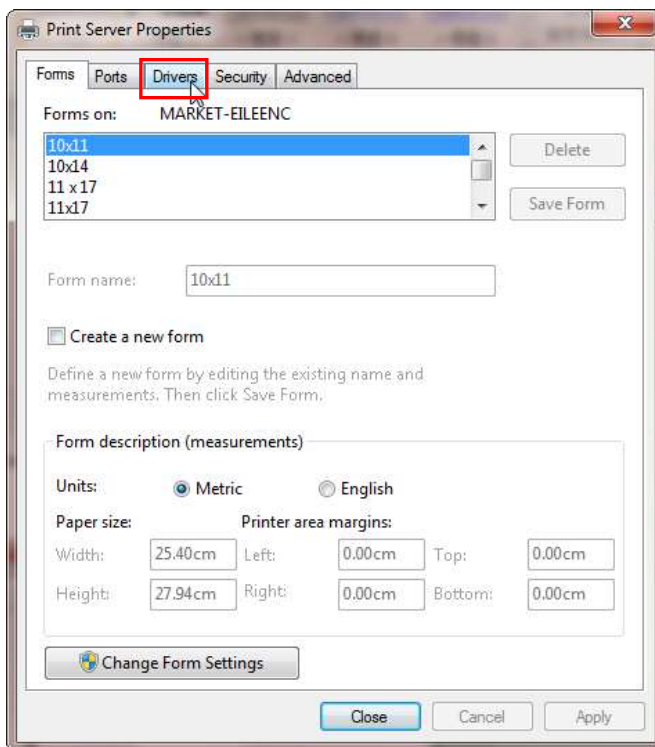 Print Server Properties
Forms Ports Drivers Security Advanced
Forms on: MARKET-EILEENC
10x11
10x14
11 x 17
11x17
Delete
Save Form
Form name: 10x11
Create a new form
Define a new form by editing the existing name and
measurements. Then click Save Form.
Form description (measurements)
Units: Metric English
Paper size: Printer area margins:
Width: 25.40cm Left: 0.00cm Top: 0.00cm
Height: 27.94cm Right: 0.00cm Bottom: 0.00cm
Change Form Settings
Close Cancel Apply